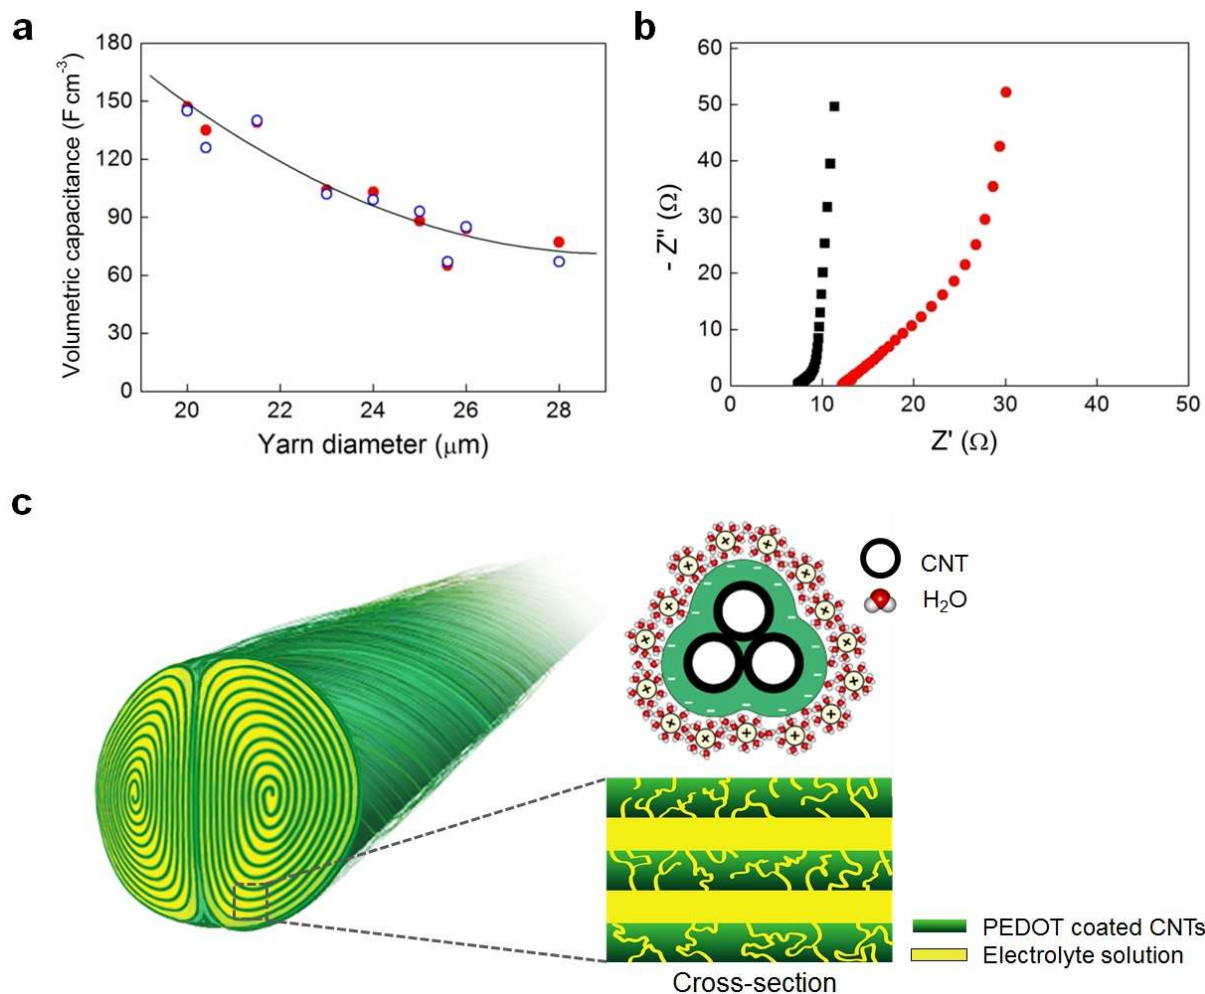 a
180
150
120
90
60
30
0
Volumetric capacitance (F cm⁻³)
20 22 24 26 28
Yarn diameter (μm)
b
60
50
40
30
20
10
0
- Z" (Ω)
0 10 20 30 40 50
Z' (Ω)
c
CNT
H₂O
PEDOT coated CNTs
Electrolyte solution
Cross-section